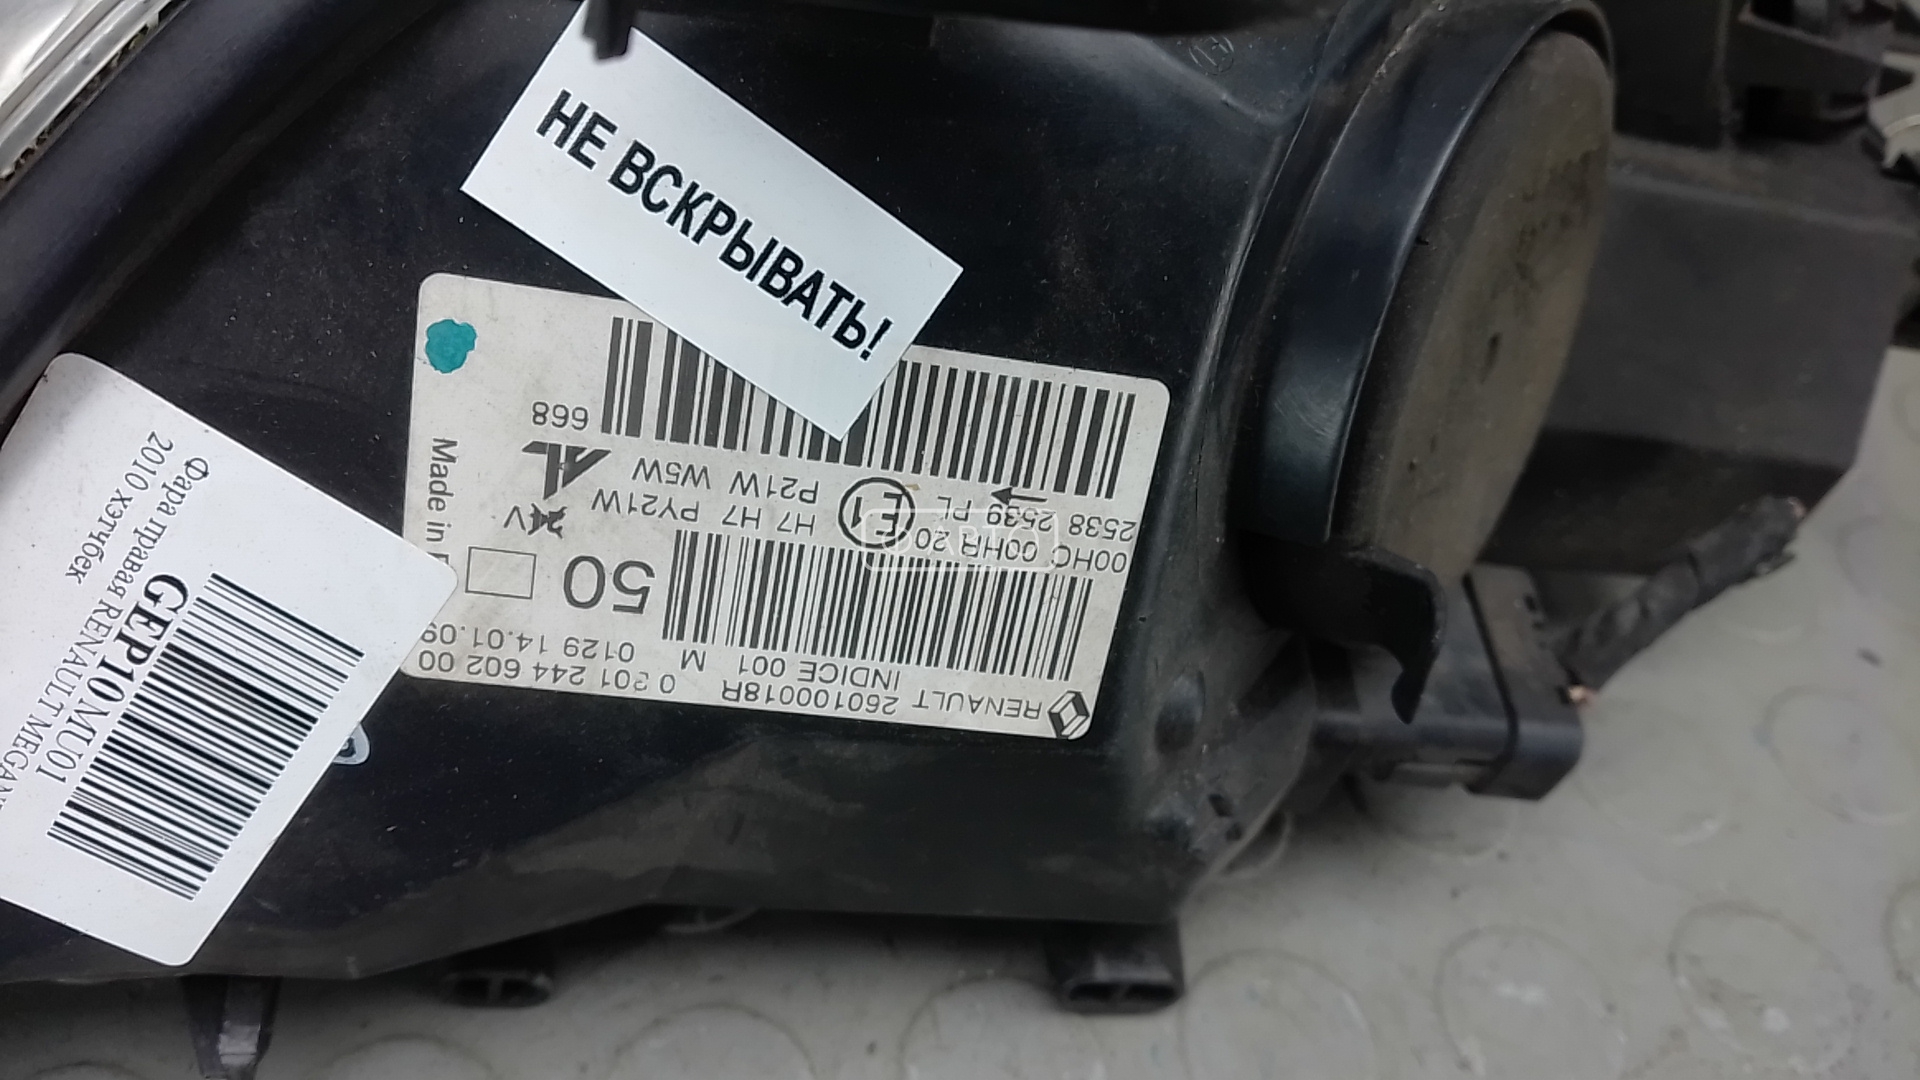 НЕ ВСКРЫВАТЬ!
RENAULT 260100018R 0 301 244 602 00
INDICE 001 M 0129 14.01.09
50
00HC 00HR 20
2538 2539 PL
E1
H7 H7 PY21W
P21W W5W
V
AL
668
Made in
GEP10MU01
Фара правая RENAULT MEGANE
2010 хэтчбек